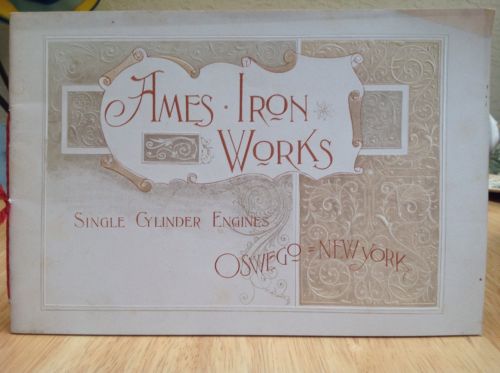 Ames · Iron
Works
Single Cylinder Engines
Oswego = New York